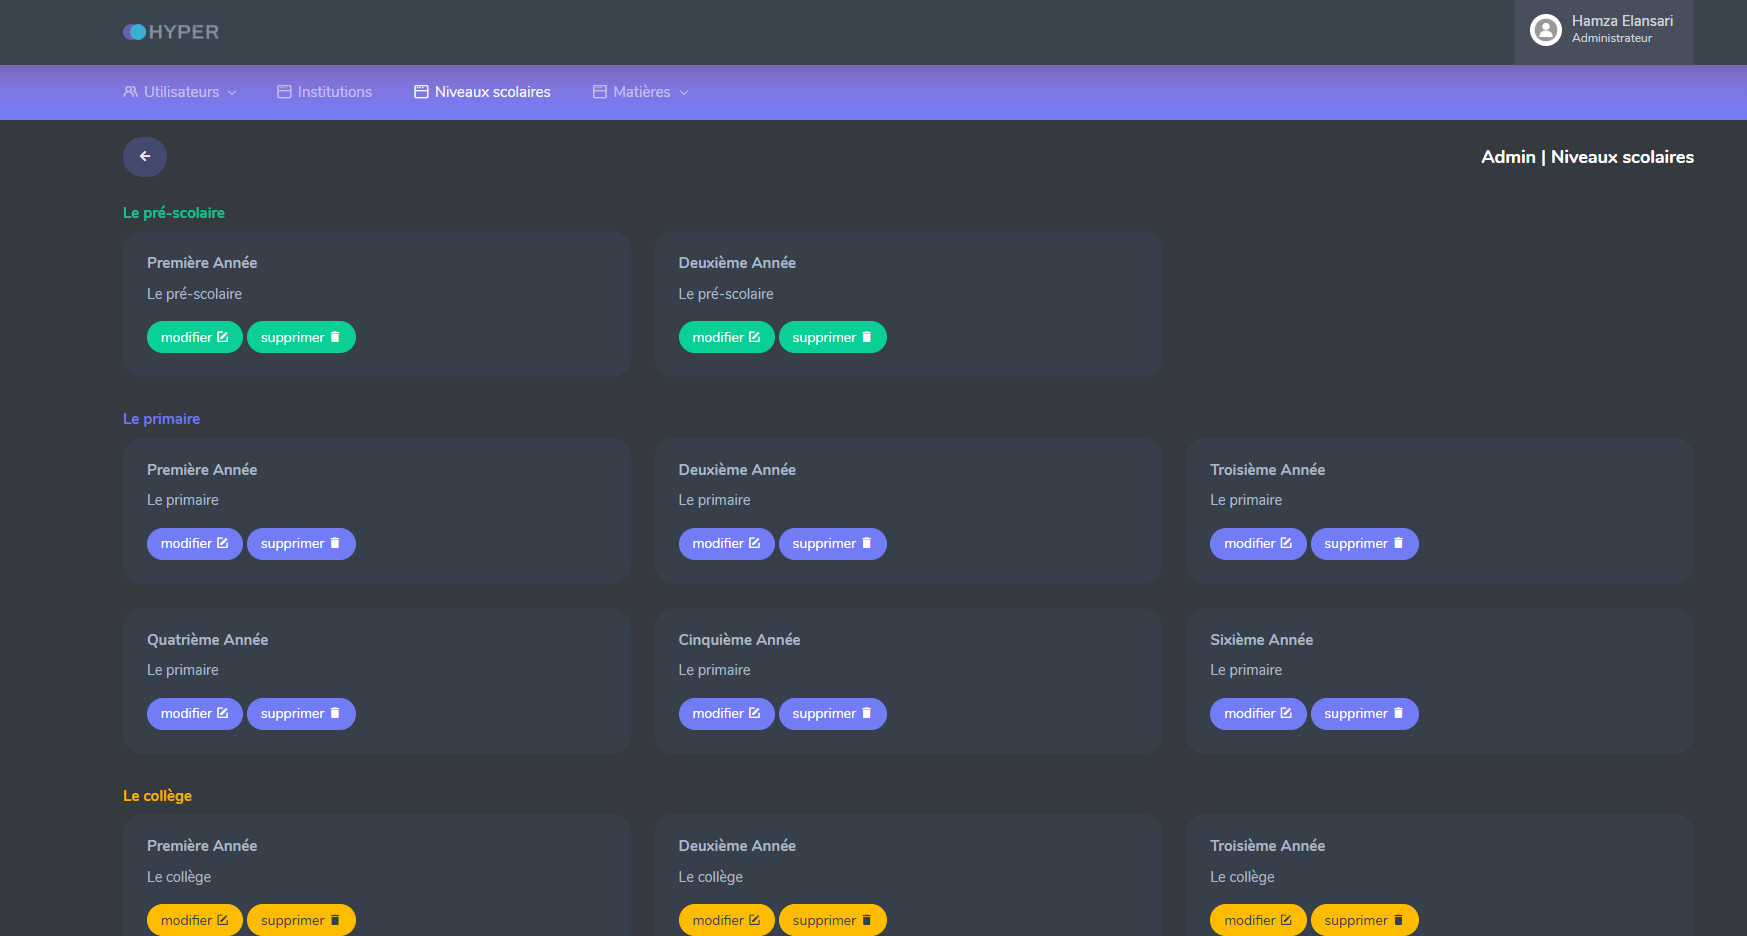 HYPER
Hamza Elansari
Administrateur
Utilisateurs Institutions Niveaux scolaires Matières
Admin | Niveaux scolaires
Le pré-scolaire
Première Année Deuxième Année
Le pré-scolaire Le pré-scolaire
modifier supprimer modifier supprimer
Le primaire
Première Année Deuxième Année Troisième Année
Le primaire Le primaire Le primaire
modifier supprimer modifier supprimer modifier supprimer
Quatrième Année Cinquième Année Sixième Année
Le primaire Le primaire Le primaire
modifier supprimer modifier supprimer modifier supprimer
Le collège
Première Année Deuxième Année Troisième Année
Le collège Le collège Le collège
modifier supprimer modifier supprimer modifier supprimer